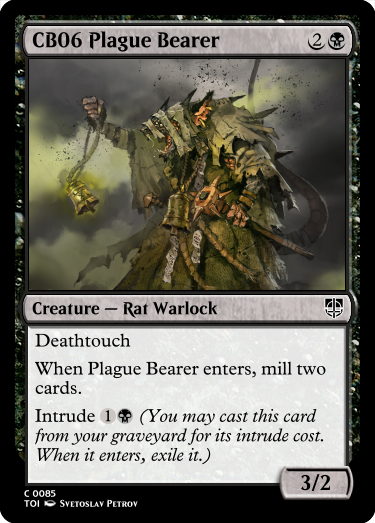 CB06 Plague Bearer 2
Creature — Rat Warlock
Deathtouch
When Plague Bearer enters, mill two
cards.
Intrude 1 (You may cast this card
from your graveyard for its intrude cost.
When it enters, exile it.)
3/2
C 0085
TOI Svetoslav Petrov